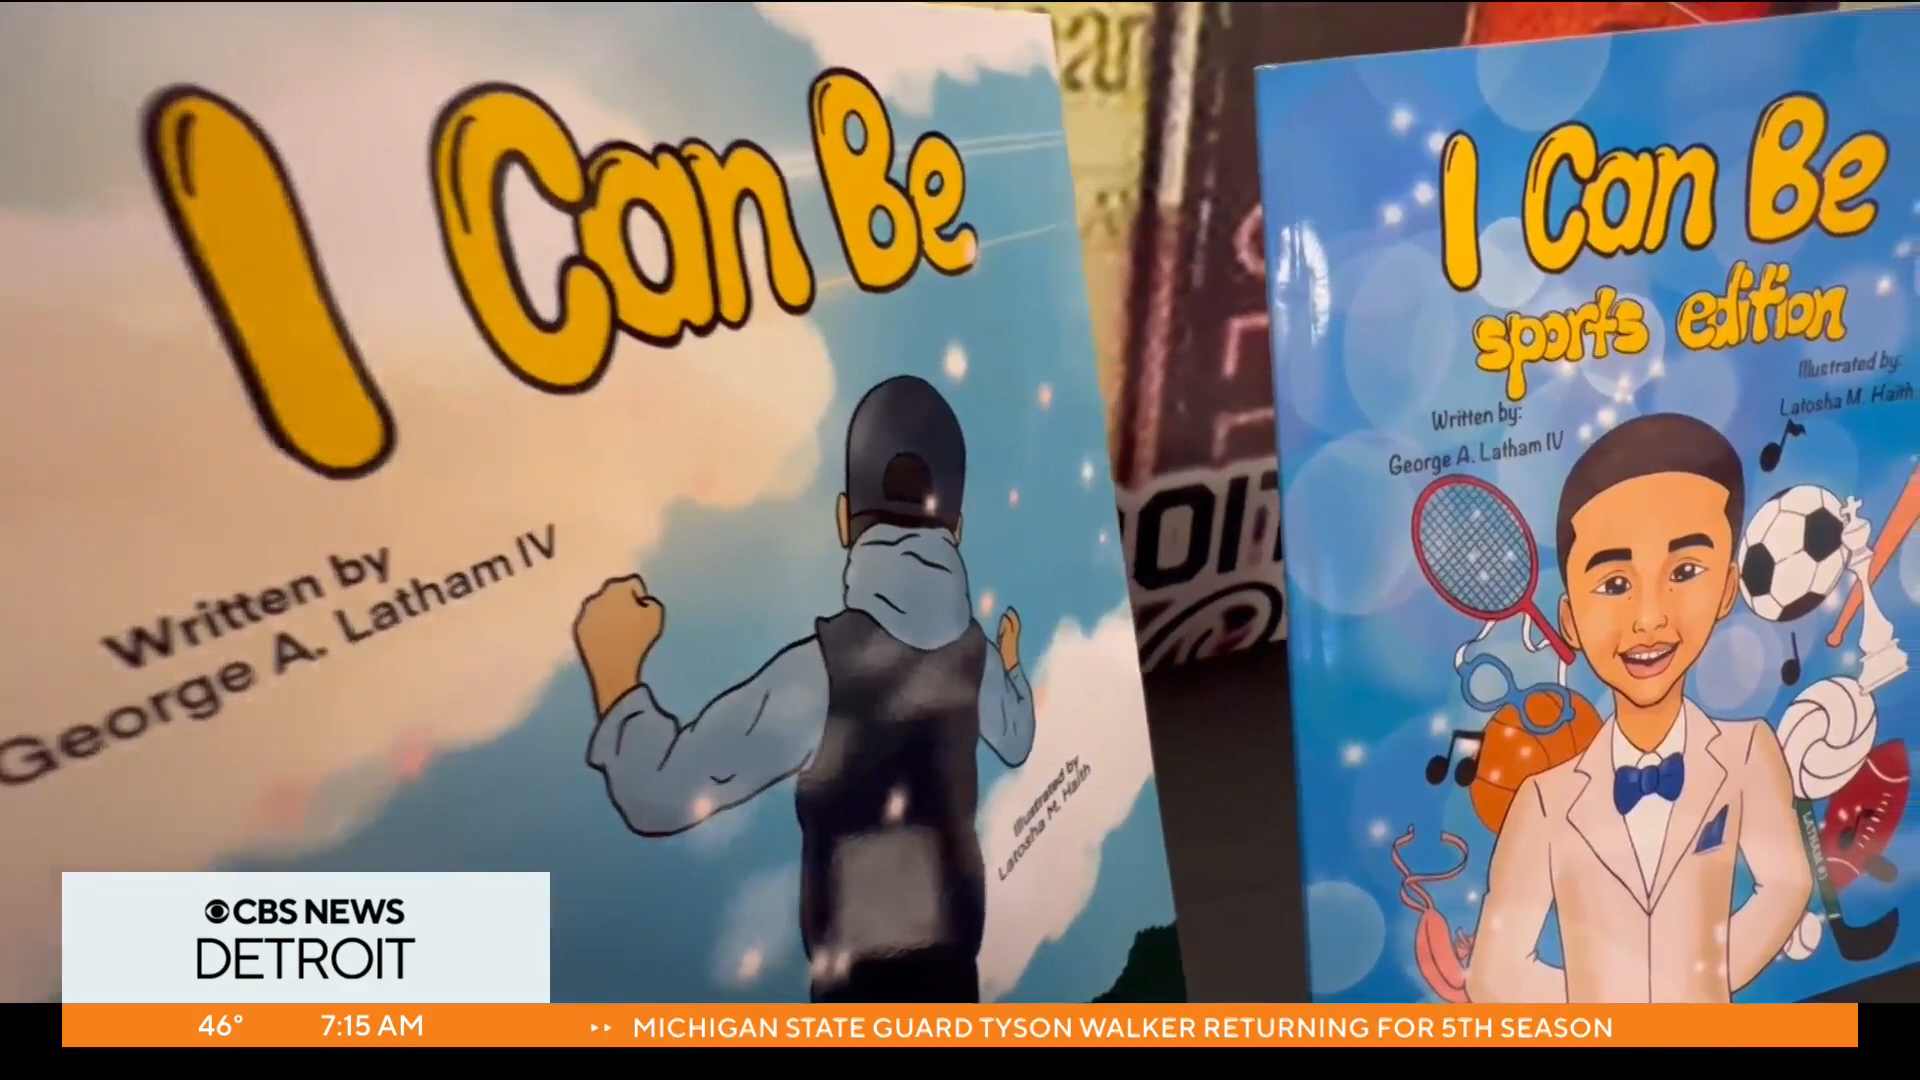 I Can Be
Written by
George A. Latham IV
Illustrated by
Latosha M. Haith
OIT
I Can Be
sports edition
Illustrated by:
Latosha M. Haith
Written by:
George A. Latham IV
CBS NEWS
DETROIT
46° 7:15 AM MICHIGAN STATE GUARD TYSON WALKER RETURNING FOR 5TH SEASON